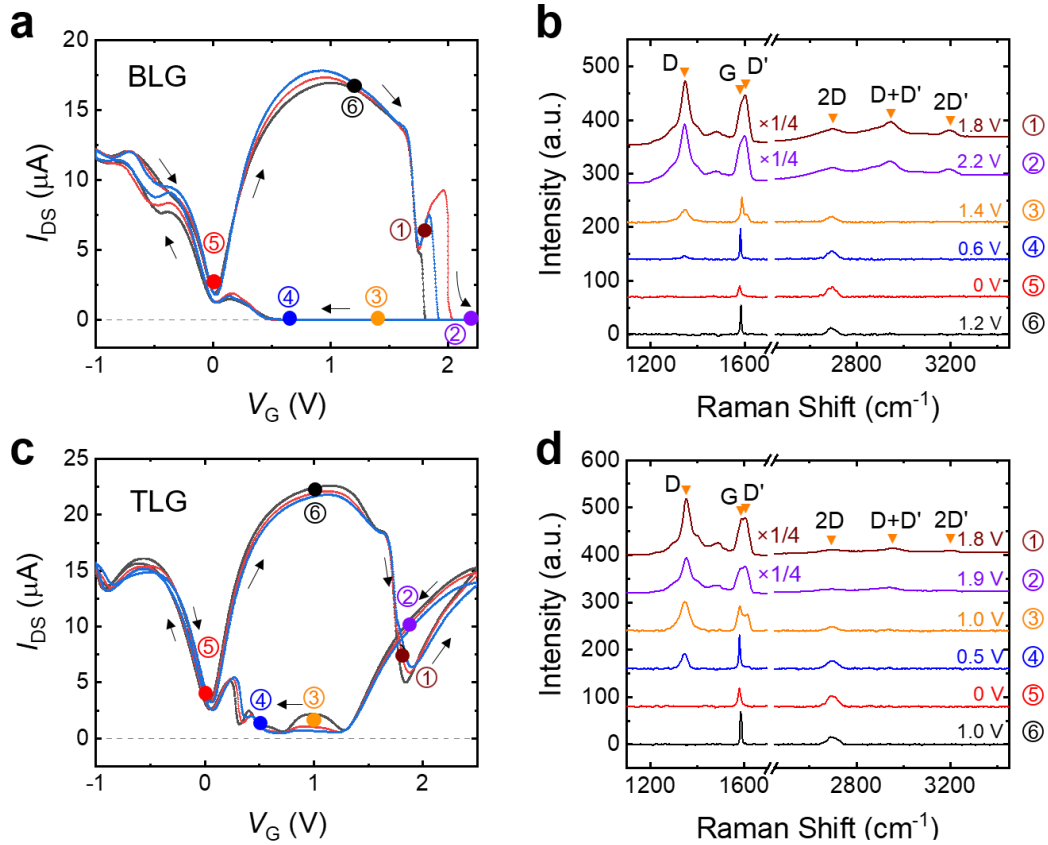 a
BLG
20
15
10
5
0
I_DS (μA)
⑥
①
⑤
④
③
②
-1
0
1
2
V_G (V)
b
500
400
300
200
100
0
Intensity (a.u.)
D
G D'
2D
D+D'
2D'
×1/4
1.8 V ①
×1/4
2.2 V ②
1.4 V ③
0.6 V ④
0 V ⑤
1.2 V ⑥
1200
1600
2800
3200
Raman Shift (cm⁻¹)
c
TLG
25
20
15
10
5
0
I_DS (μA)
⑥
②
⑤
①
④
③
-1
0
1
2
V_G (V)
d
600
500
400
300
200
100
0
Intensity (a.u.)
D
G D'
2D
D+D'
2D'
×1/4
1.8 V ①
×1/4
1.9 V ②
1.0 V ③
0.5 V ④
0 V ⑤
1.0 V ⑥
1200
1600
2800
3200
Raman Shift (cm⁻¹)